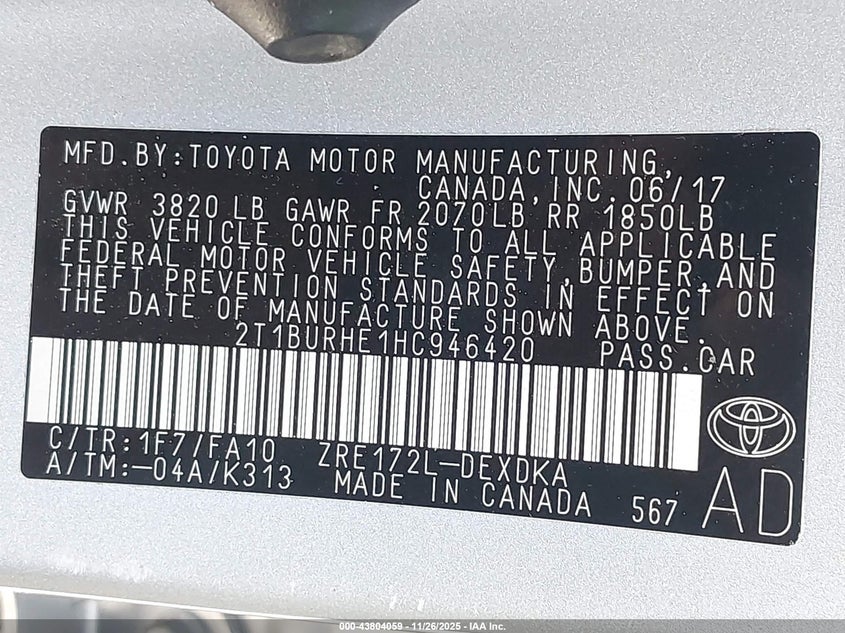 MFD.BY:TOYOTA MOTOR MANUFACTURING,
CANADA,INC. 06/17
GVWR 3820 LB GAWR FR 2070LB RR 1850LB
THIS VEHICLE CONFORMS TO ALL APPLICABLE
FEDERAL MOTOR VEHICLE SAFETY,BUMPER,AND
THEFT PREVENTION STANDARDS IN EFFECT ON
THE DATE OF MANUFACTURE SHOWN ABOVE.
2T1BURHE1HC946420 PASS.CAR
C/TR:1F7/FA10 ZRE172L-DEXDKA
A/TM:-04A/K313 MADE IN CANADA 567 AD
000-43804059 - 11/26/2025 - IAA Inc.